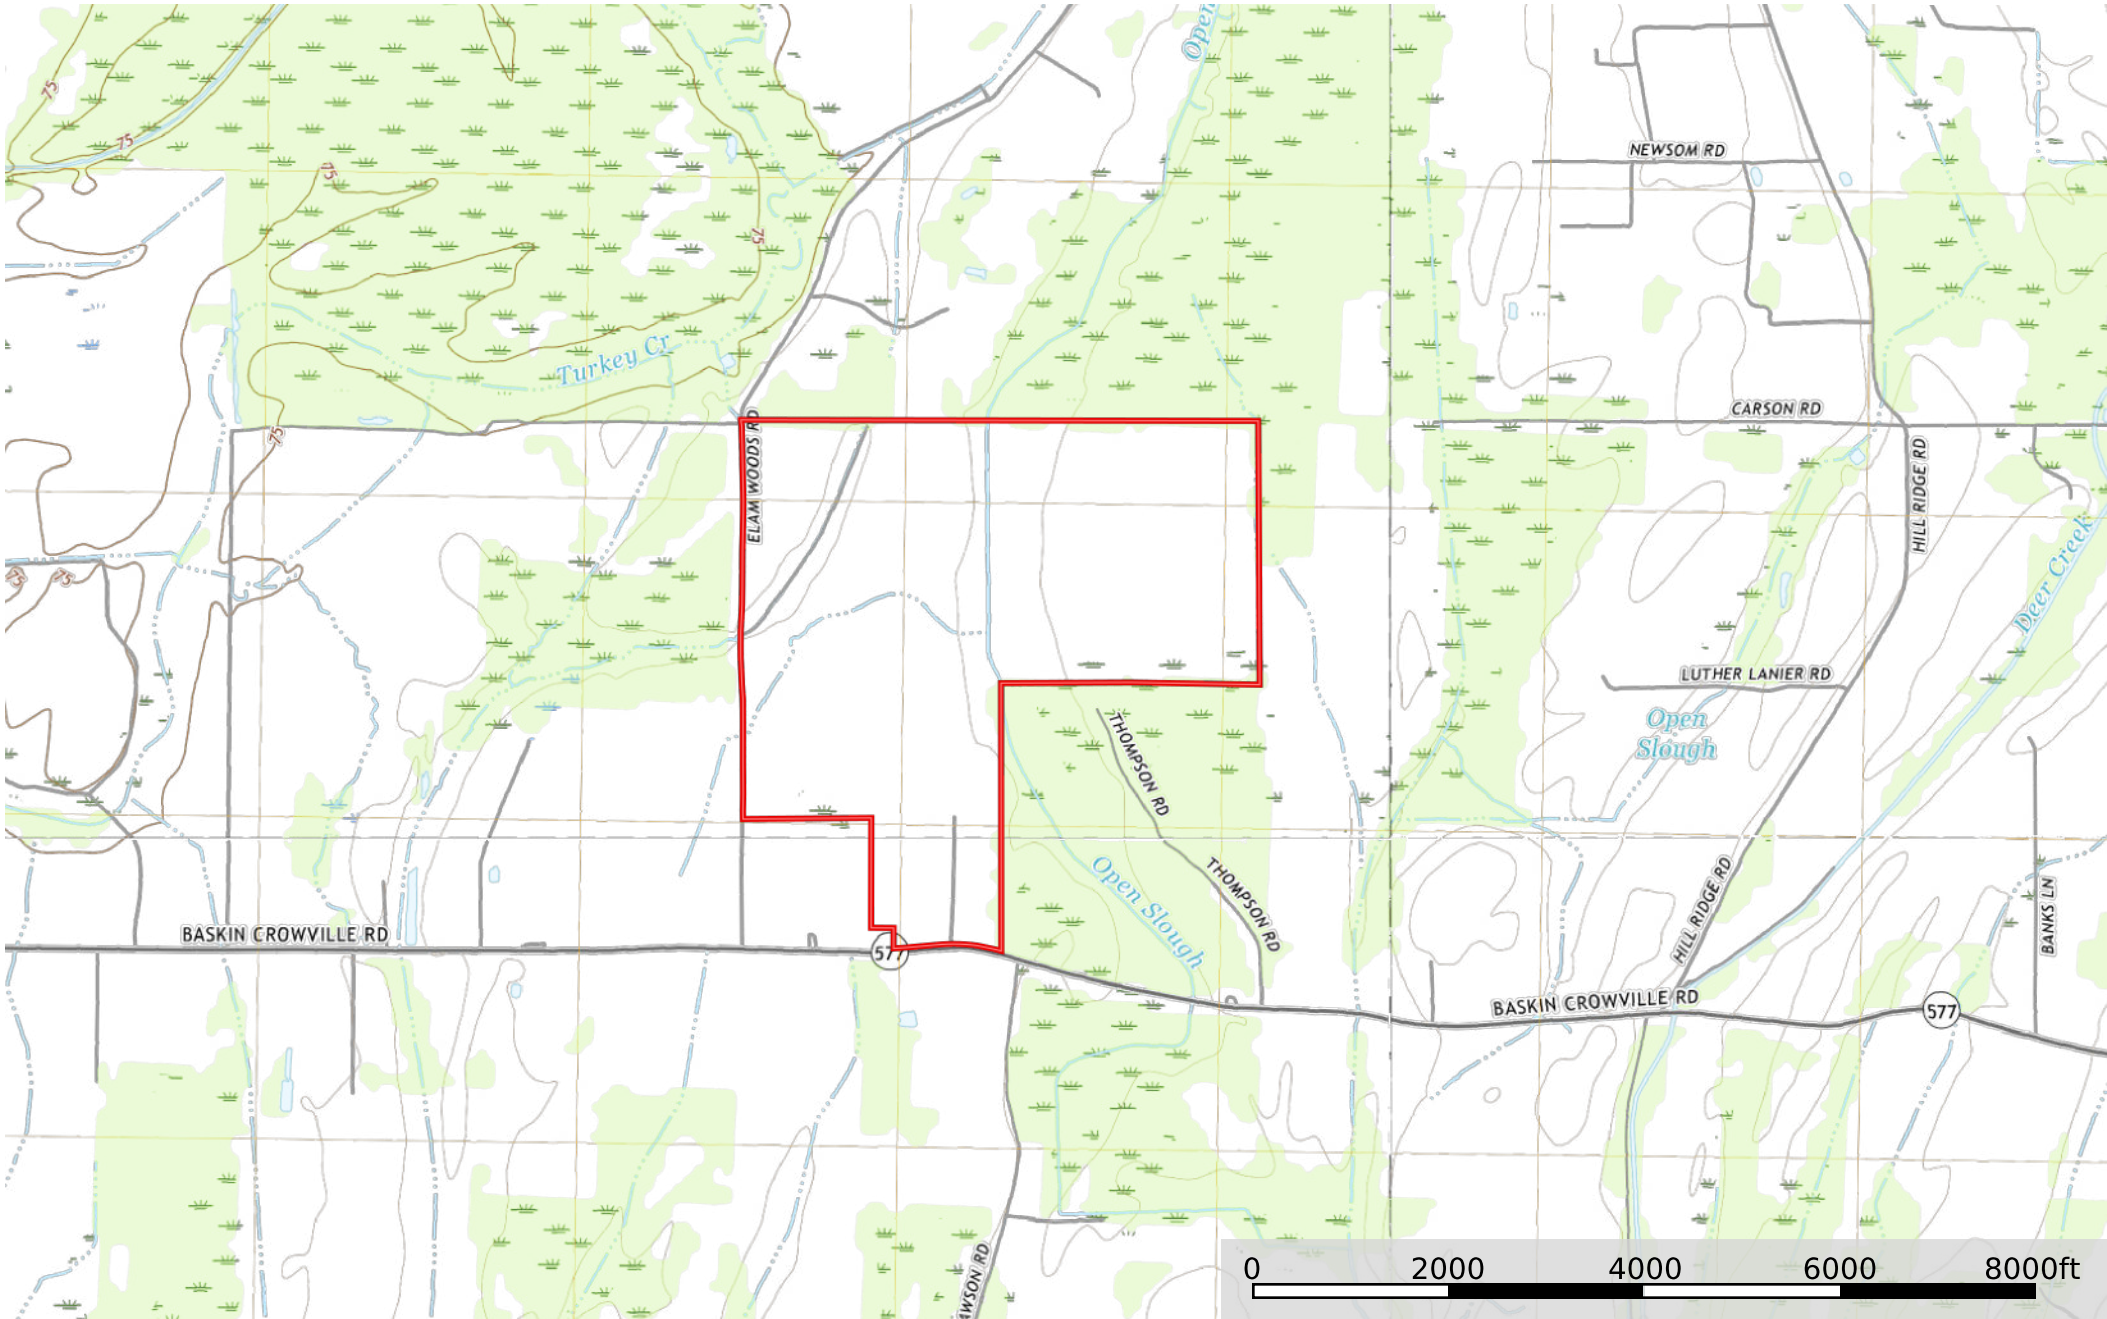 Open
75
75
75
75
NEWSOM RD
Turkey Cr
CARSON RD
ELAM WOODS RD
75
HILL RIDGE RD
Deer Creek
75
75
LUTHER LANIER RD
Open
Slough
THOMPSON RD
THOMPSON RD
Open Slough
HILL RIDGE RD
BANKS LN
BASKIN CROWVILLE RD
577
BASKIN CROWVILLE RD
577
AWSON RD
0 2000 4000 6000 8000ft